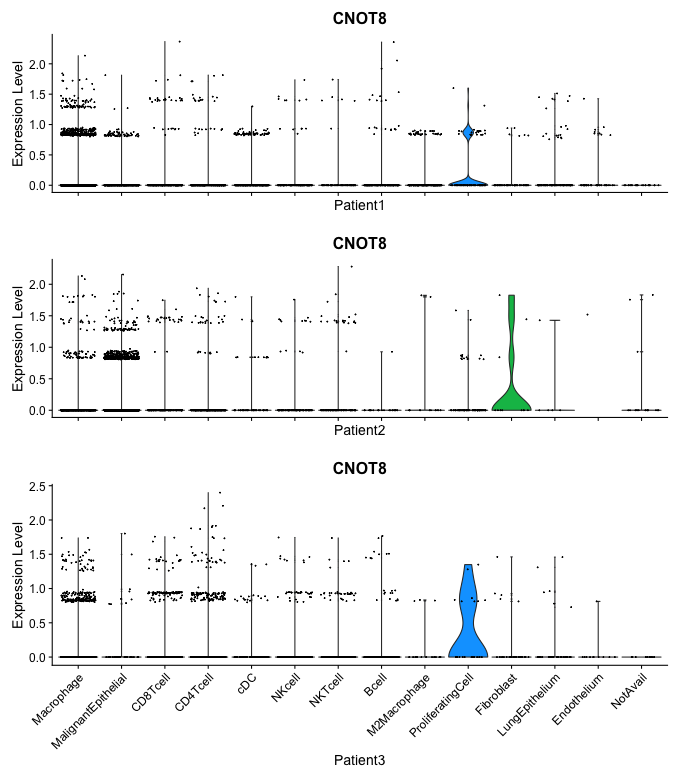 CNOT8
Expression Level
2.0
1.5
1.0
0.5
0.0
Patient1
CNOT8
Expression Level
2.0
1.5
1.0
0.5
0.0
Patient2
CNOT8
Expression Level
2.5
2.0
1.5
1.0
0.5
0.0
Macrophage
MalignantEpithelial
CD8Tcell
CD4Tcell
cDC
NKcell
NKTcell
Bcell
M2Macrophage
ProliferatingCell
Fibroblast
LungEpithelium
Endothelium
NotAvail
Patient3